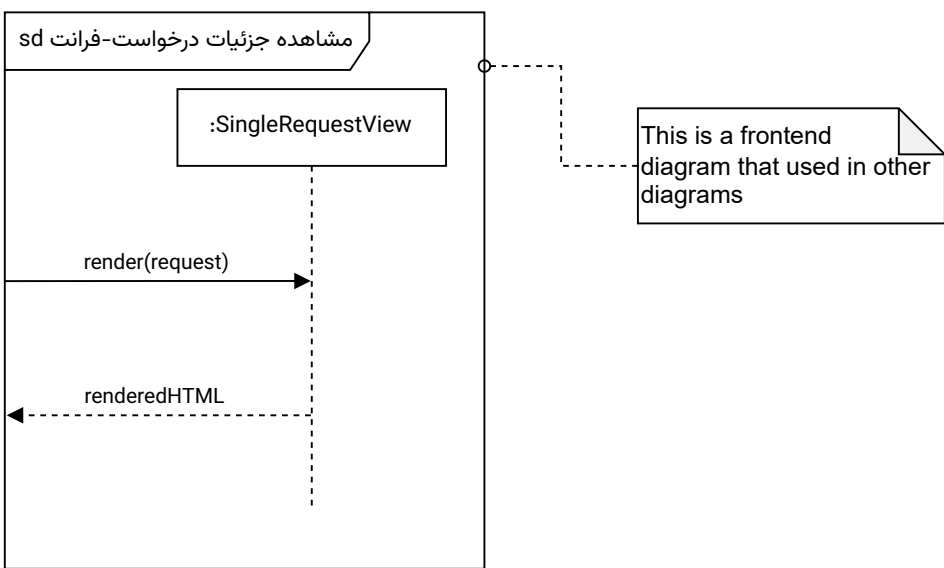 sd مشاهده جزئیات درخواست-فرانت
:SingleRequestView
This is a frontend
diagram that used in other
diagrams
render(request)
renderedHTML